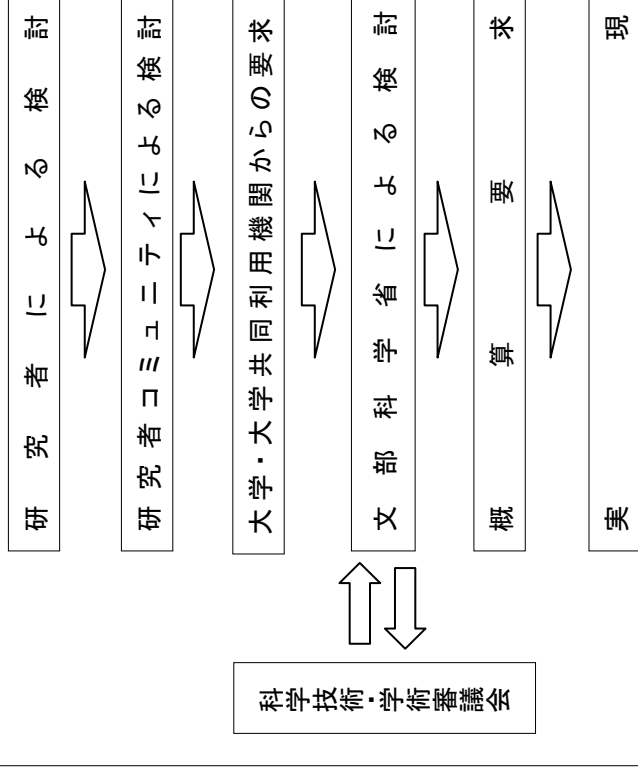 研究者による検討
研究者コミュニティによる検討
大学・大学共同利用機関からの要求
文部科学省による検討
概算要求
実現
科学技術・学術審議会